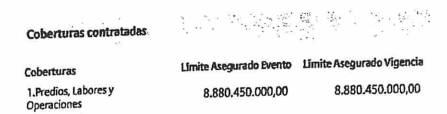 Coberturas contratadas
Coberturas Límite Asegurado Evento Límite Asegurado Vigencia
1.Predios, Labores y 8.880.450.000,00 8.880.450.000,00
Operaciones